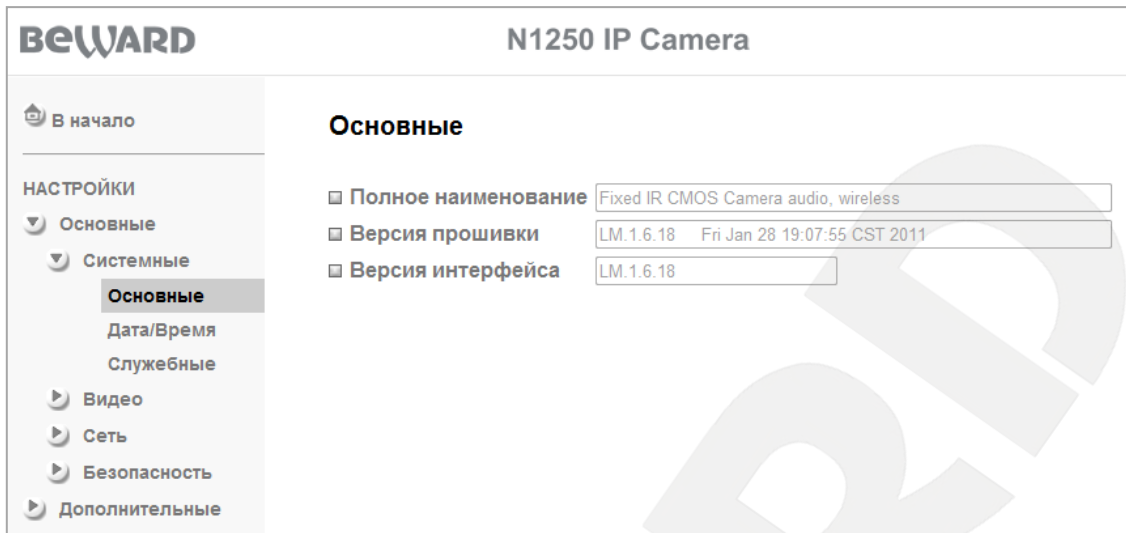 BEWARD
N1250 IP Camera
В начало
НАСТРОЙКИ
Основные
Системные
Основные
Дата/Время
Служебные
Видео
Сеть
Безопасность
Дополнительные
Основные
Полное наименование Fixed IR CMOS Camera audio, wireless
Версия прошивки LM.1.6.18 Fri Jan 28 19:07:55 CST 2011
Версия интерфейса LM.1.6.18
RD